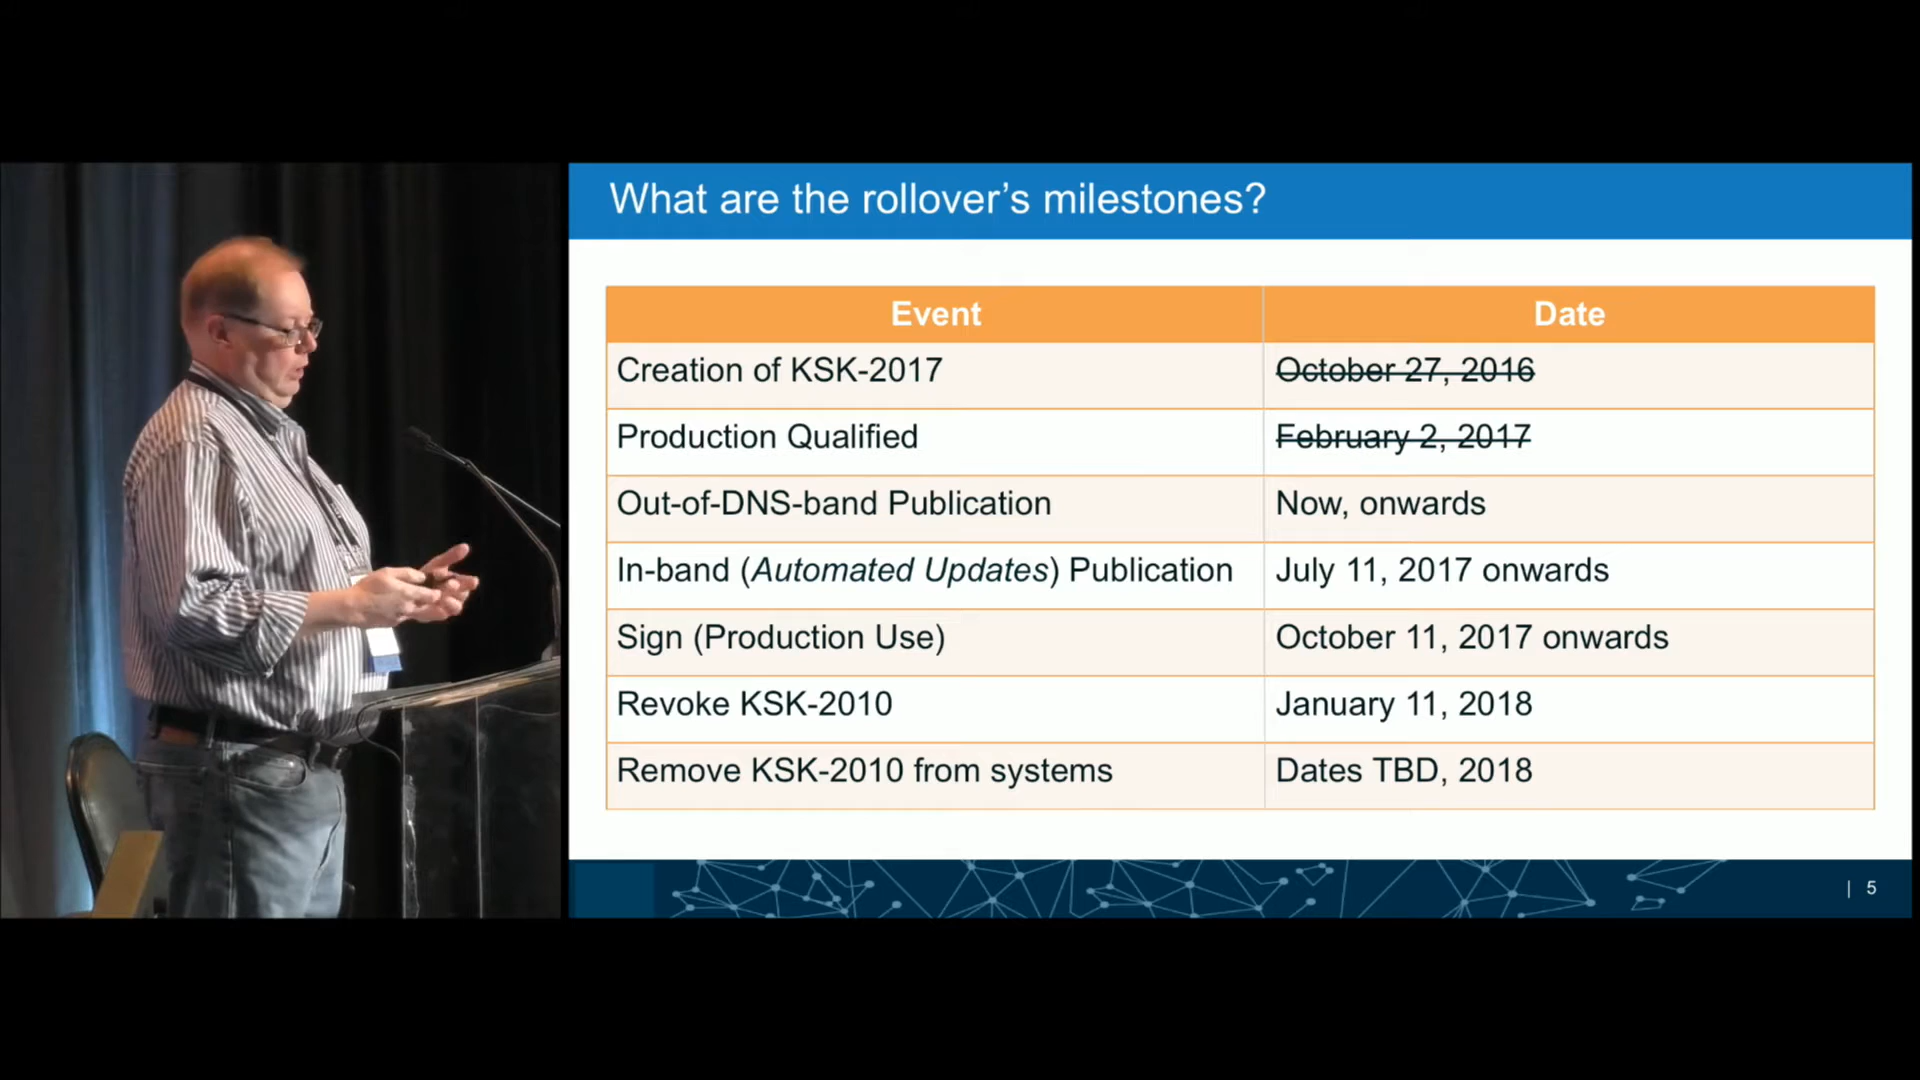 What are the rollover's milestones?
Event Date
Creation of KSK-2017 October 27, 2016
Production Qualified February 2, 2017
Out-of-DNS-band Publication Now, onwards
In-band (Automated Updates) Publication July 11, 2017 onwards
Sign (Production Use) October 11, 2017 onwards
Revoke KSK-2010 January 11, 2018
Remove KSK-2010 from systems Dates TBD, 2018
| 5